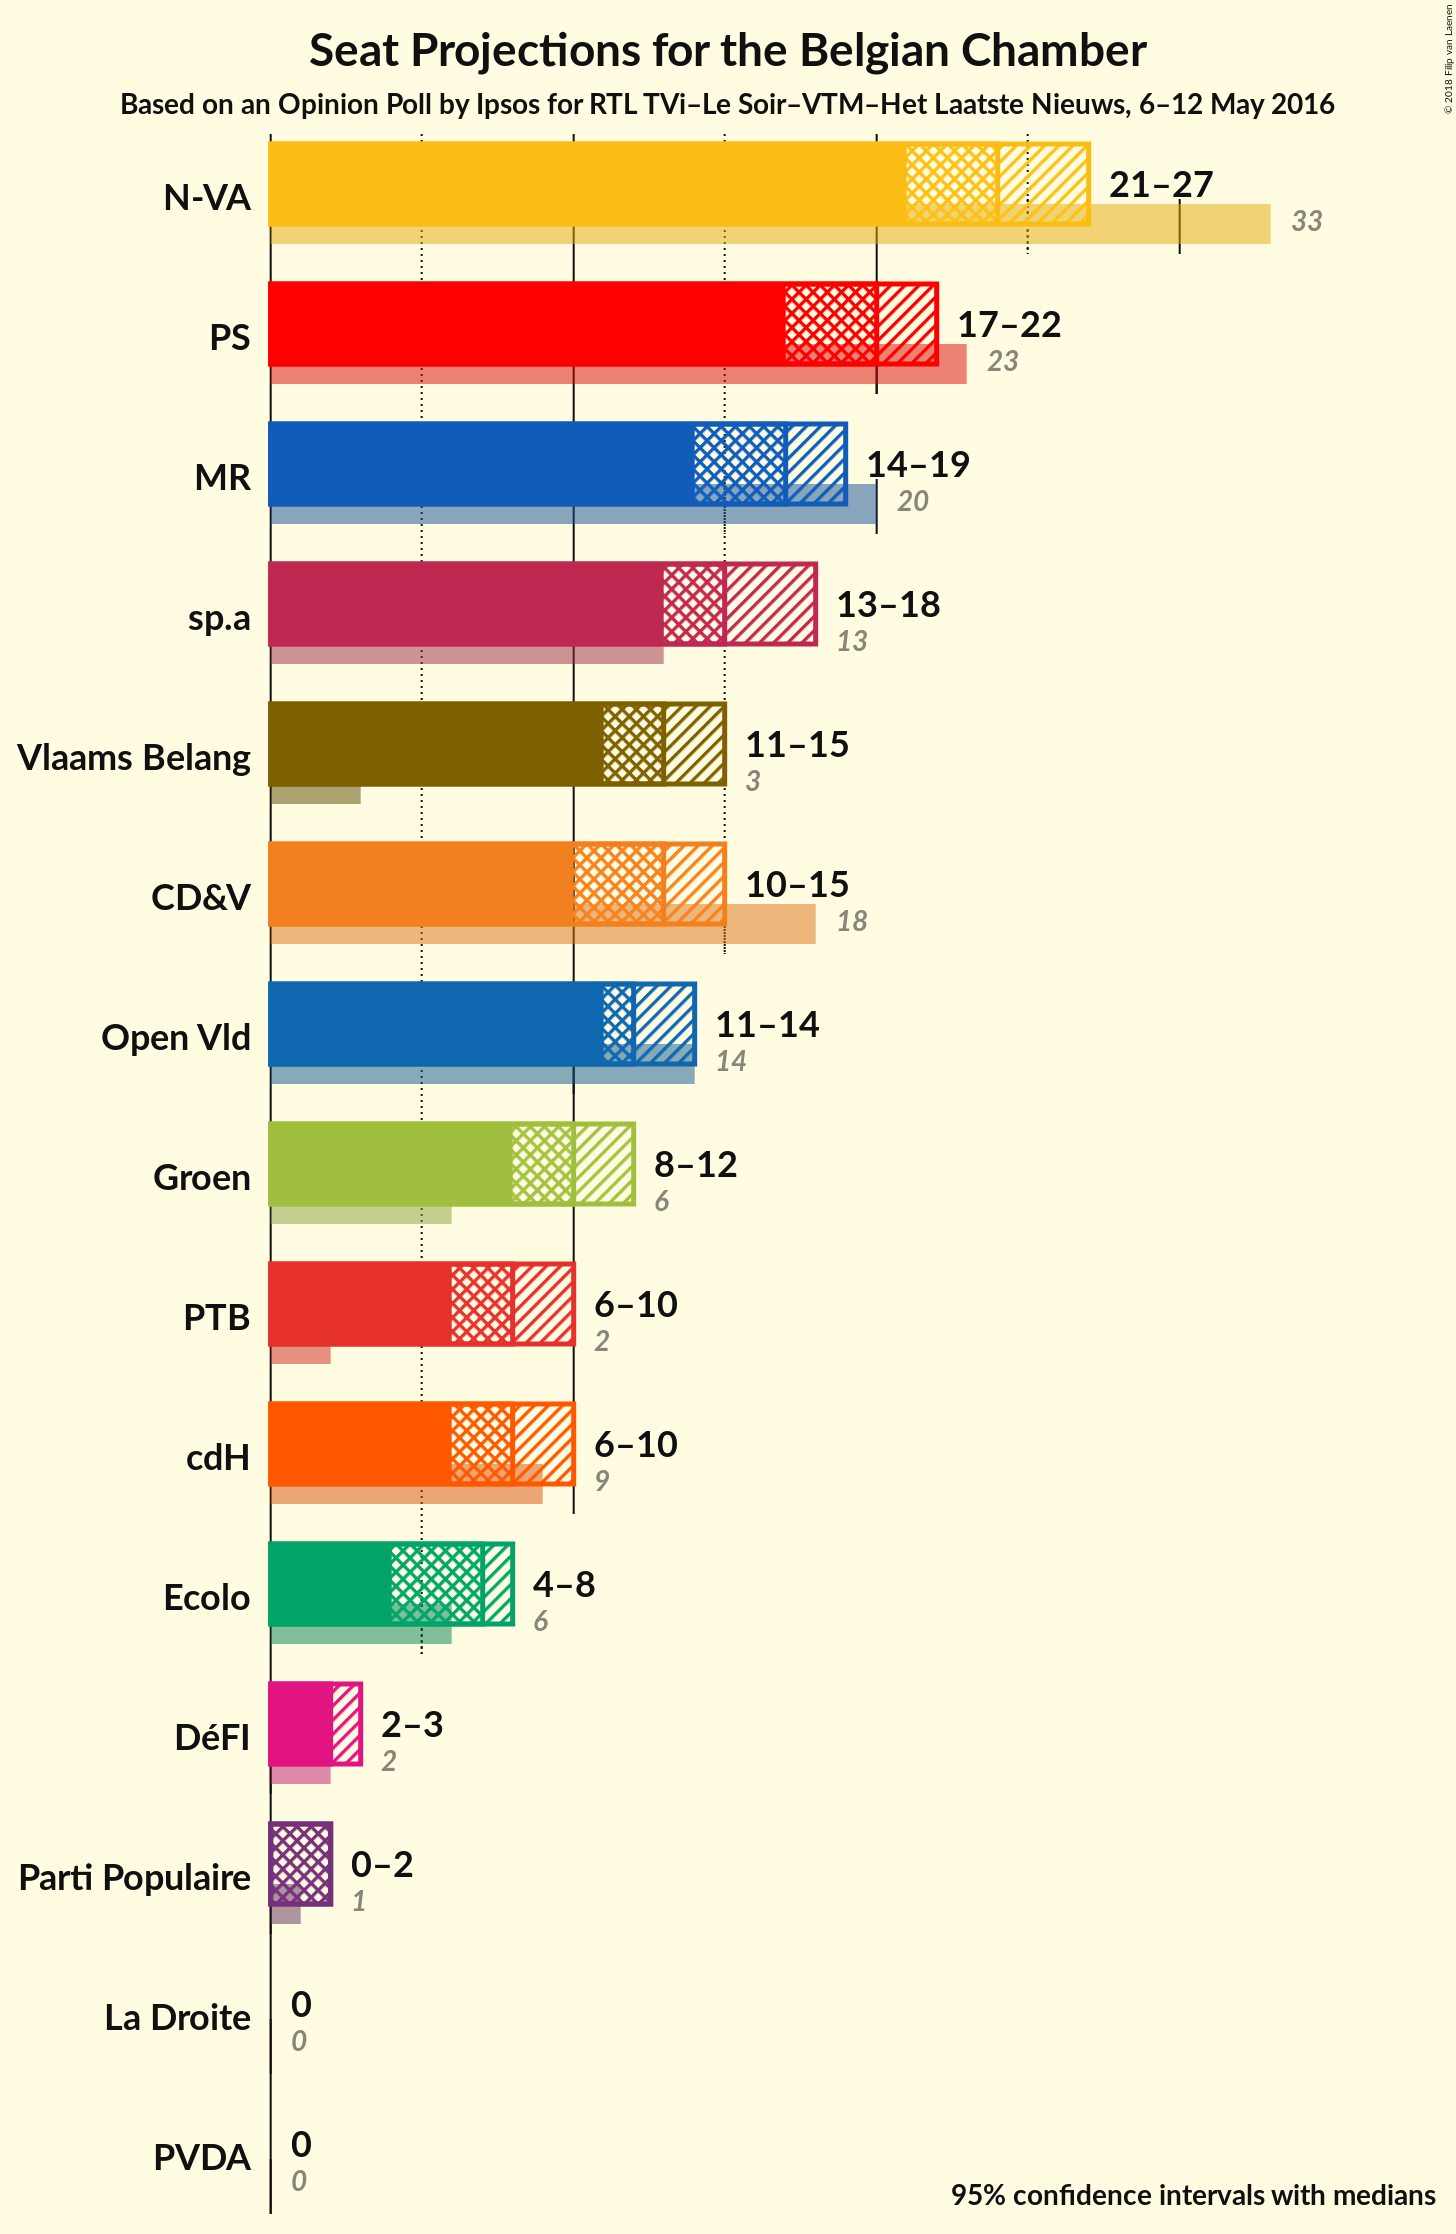 Seat Projections for the Belgian Chamber
Based on an Opinion Poll by Ipsos for RTL TVi–Le Soir–VTM–Het Laatste Nieuws, 6–12 May 2016
© 2018 Filip van Laenen
N-VA
21–27
33
PS
17–22
23
MR
14–19
20
sp.a
13–18
13
Vlaams Belang
11–15
3
CD&V
10–15
18
Open Vld
11–14
14
Groen
8–12
6
PTB
6–10
2
cdH
6–10
9
Ecolo
4–8
6
DéFI
2–3
2
Parti Populaire
0–2
1
La Droite
0
0
PVDA
0
0
95% confidence intervals with medians